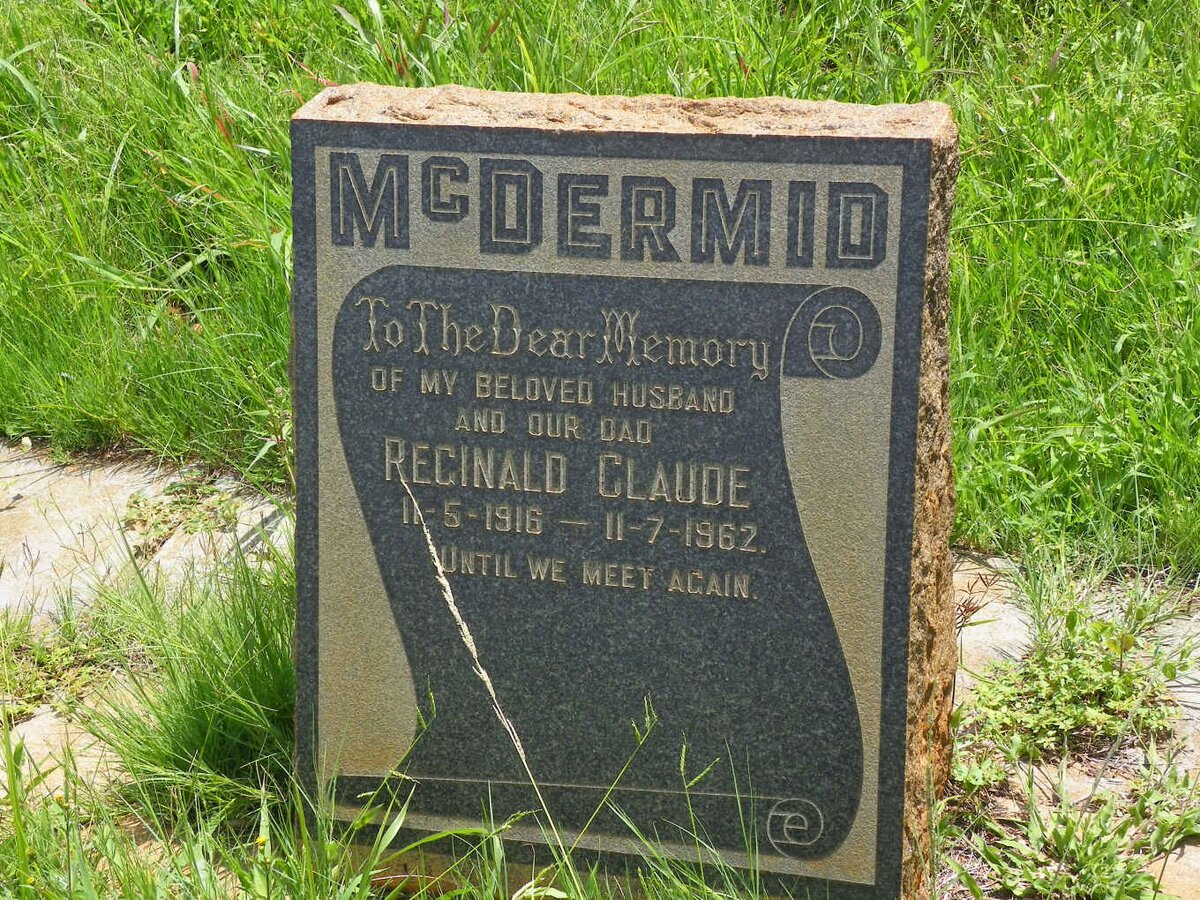 McDERMID
To The Dear Memory
OF MY BELOVED HUSBAND
AND OUR DAD
REGINALD CLAUDE
11-5-1916 — 11-7-1962.
UNTIL WE MEET AGAIN.